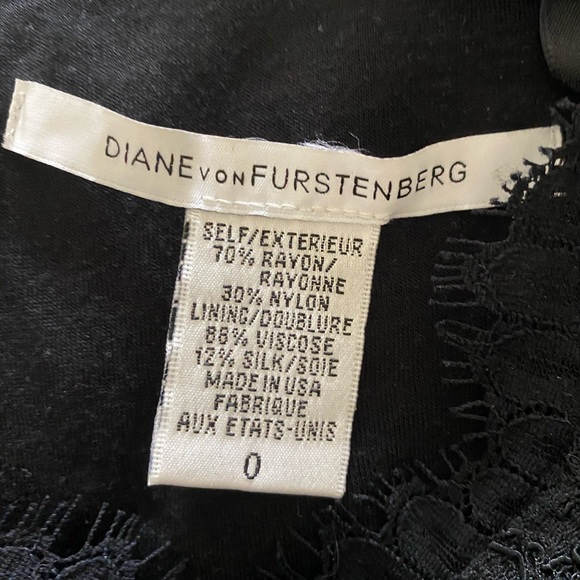 DIANE VON FURSTENBERG
SELF/EXTERIEUR
70% RAYON/
RAYONNE
30% NYLON
LINING/DOUBLURE
88% VISCOSE
12% SILK/SOIE
MADE IN USA
FABRIQUE
AUX ETATS-UNIS
0